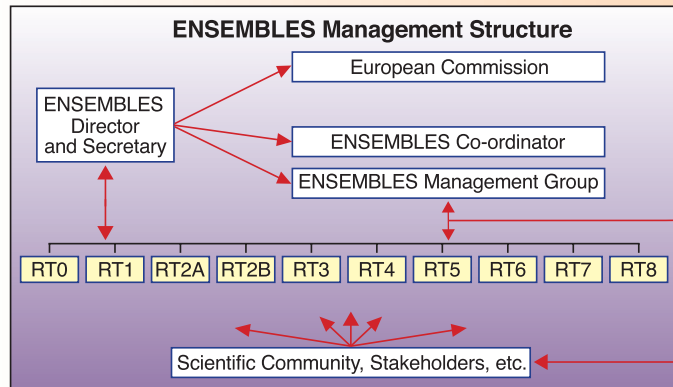 ENSEMBLES Management Structure
European Commission
ENSEMBLES
Director
and Secretary
ENSEMBLES Co-ordinator
ENSEMBLES Management Group
RT0 RT1 RT2A RT2B RT3 RT4 RT5 RT6 RT7 RT8
Scientific Community, Stakeholders, etc.